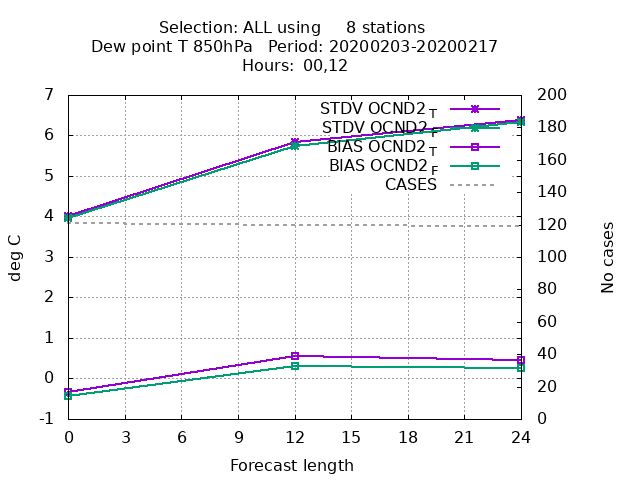 Selection: ALL using     8 stations
Dew point T 850hPa   Period: 20200203-20200217
Hours: 00,12
7
6
5
4
3
2
1
0
-1
200
180
160
140
120
100
80
60
40
20
0
STDV OCND2_T
STDV OCND2_F
BIAS OCND2_T
BIAS OCND2_F
CASES
deg C
No cases
0 3 6 9 12 15 18 21 24
Forecast length